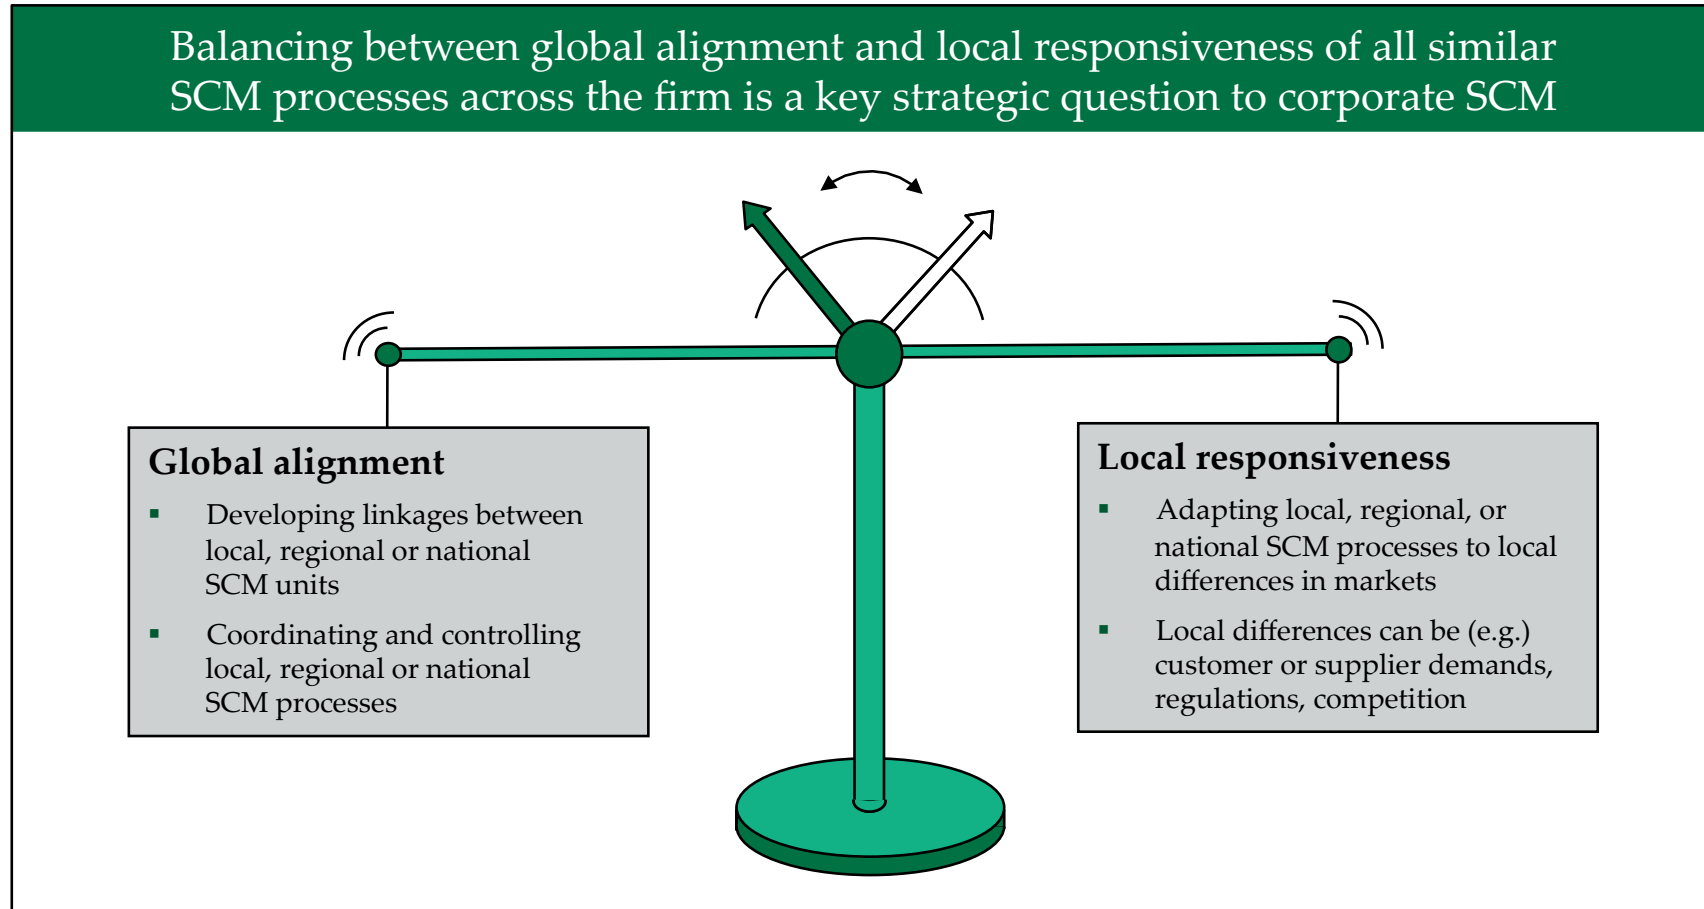 Balancing between global alignment and local responsiveness of all similar
SCM processes across the firm is a key strategic question to corporate SCM
Global alignment
▪ Developing linkages between
local, regional or national
SCM units
▪ Coordinating and controlling
local, regional or national
SCM processes
Local responsiveness
▪ Adapting local, regional, or
national SCM processes to local
differences in markets
▪ Local differences can be (e.g.)
customer or supplier demands,
regulations, competition